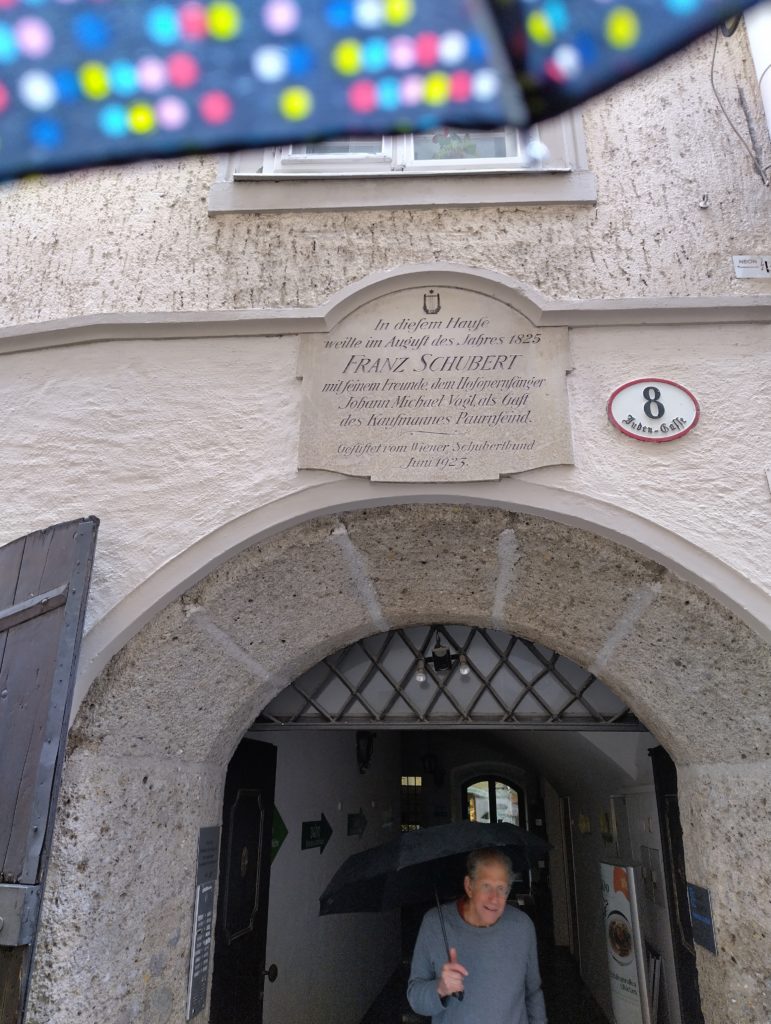 In dieſem Hauſe
weilte im Auguſt des Jahres 1825
FRANZ SCHUBERT
mit ſeinem Freunde, dem Hofopernſänger
Johann Michael Vogl, als Gaſt
des Kaufmannes Paurnfeind.
Geſtiftet vom Wiener Schubertbund
Juni 1925.
8
Juden-Gaſſe